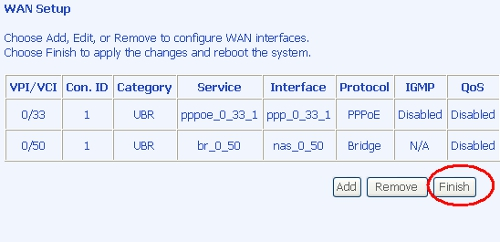 WAN Setup
Choose Add, Edit, or Remove to configure WAN interfaces.
Choose Finish to apply the changes and reboot the system.
VPI/VCI Con. ID Category Service Interface Protocol IGMP QoS
0/33 1 UBR pppoe_0_33_1 ppp_0_33_1 PPPoE Disabled Disabled
0/50 1 UBR br_0_50 nas_0_50 Bridge N/A Disabled
Add Remove Finish